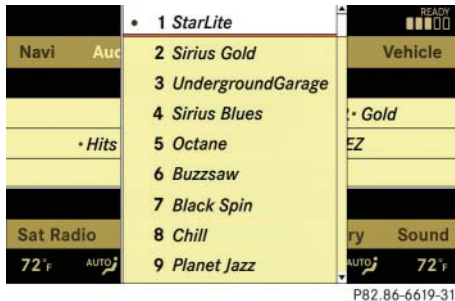 READY
• 1 StarLite
Navi Aud 2 Sirius Gold Vehicle
3 UndergroundGarage
4 Sirius Blues • Gold
• Hits 5 Octane EZ
6 Buzzsaw
7 Black Spin
Sat Radio 8 Chill ry Sound
72°F AUTO 9 Planet Jazz AUTO 72°F
P82.86-6619-31